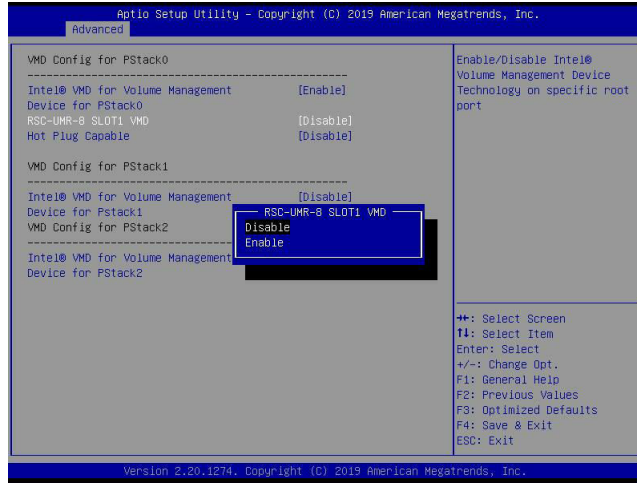 Aptio Setup Utility – Copyright (C) 2019 American Megatrends, Inc.
Advanced
VMD Config for PStack0
Intel® VMD for Volume Management [Enable]
Device for PStack0
RSC-UMR-8 SLOT1 VMD [Disable]
Hot Plug Capable [Disable]
VMD Config for PStack1
Intel® VMD for Volume Management [Disable]
Device for Pstack1
VMD Config for PStack2
Intel® VMD for Volume Management
Device for PStack2
RSC-UMR-8 SLOT1 VMD
Disable
Enable
Enable/Disable Intel®
Volume Management Device
Technology on specific root
port
→←: Select Screen
↑↓: Select Item
Enter: Select
+/-: Change Opt.
F1: General Help
F2: Previous Values
F3: Optimized Defaults
F4: Save & Exit
ESC: Exit
Version 2.20.1274. Copyright (C) 2019 American Megatrends, Inc.